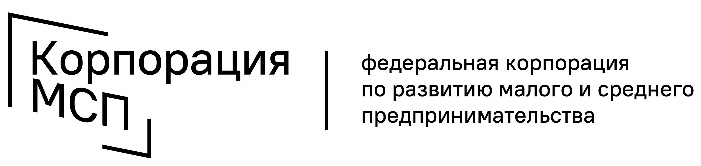 Корпорация
МСП
федеральная корпорация
по развитию малого и среднего
предпринимательства